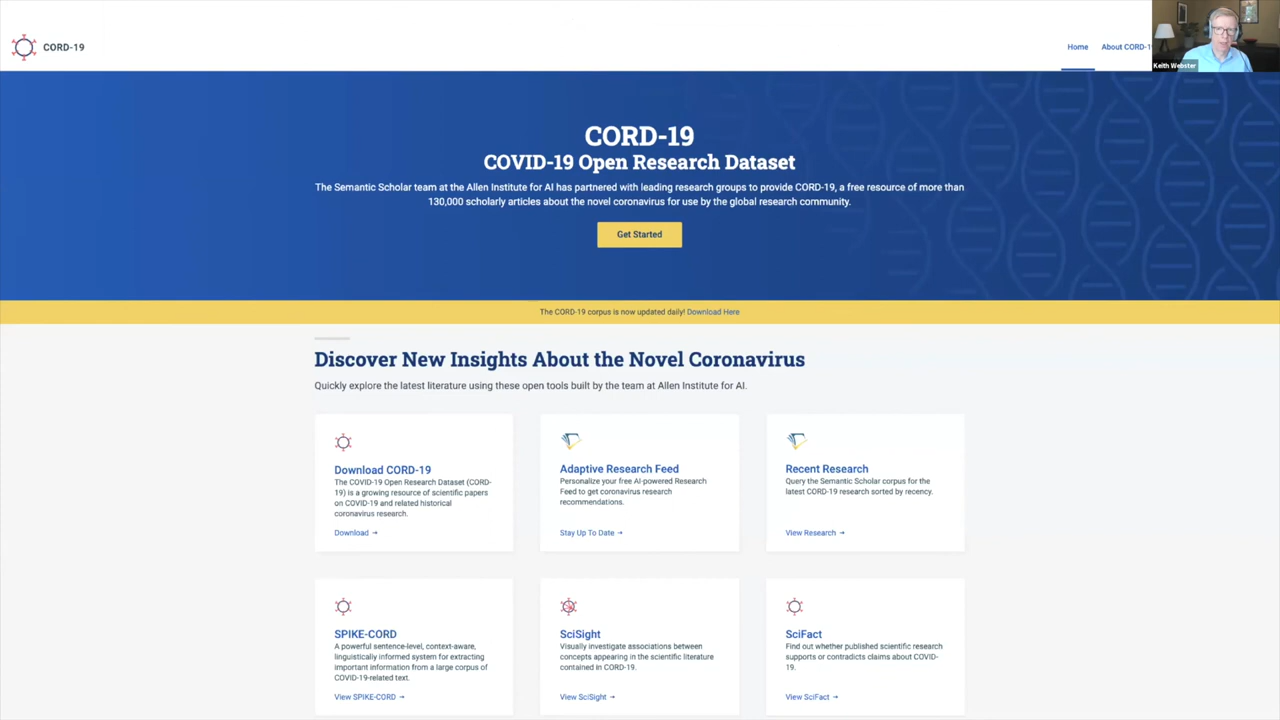 CORD-19
Home
About CORD-1
Keith Webster
CORD-19
COVID-19 Open Research Dataset
The Semantic Scholar team at the Allen Institute for AI has partnered with leading research groups to provide CORD-19, a free resource of more than
130,000 scholarly articles about the novel coronavirus for use by the global research community.
Get Started
The CORD-19 corpus is now updated daily! Download Here
Discover New Insights About the Novel Coronavirus
Quickly explore the latest literature using these open tools built by the team at Allen Institute for AI.
Download CORD-19
The COVID-19 Open Research Dataset (CORD-
19) is a growing resource of scientific papers
on COVID-19 and related historical
coronavirus research.
Download →
Adaptive Research Feed
Personalize your free AI-powered Research
Feed to get coronavirus research
recommendations.
Stay Up To Date →
Recent Research
Query the Semantic Scholar corpus for the
latest CORD-19 research sorted by recency.
View Research →
SPIKE-CORD
A powerful sentence-level, context-aware,
linguistically informed system for extracting
important information from a large corpus of
COVID-19-related text.
View SPIKE-CORD →
SciSight
Visually investigate associations between
concepts appearing in the scientific literature
contained in CORD-19.
View SciSight →
SciFact
Find out whether published scientific research
supports or contradicts claims about COVID-
19.
View SciFact →